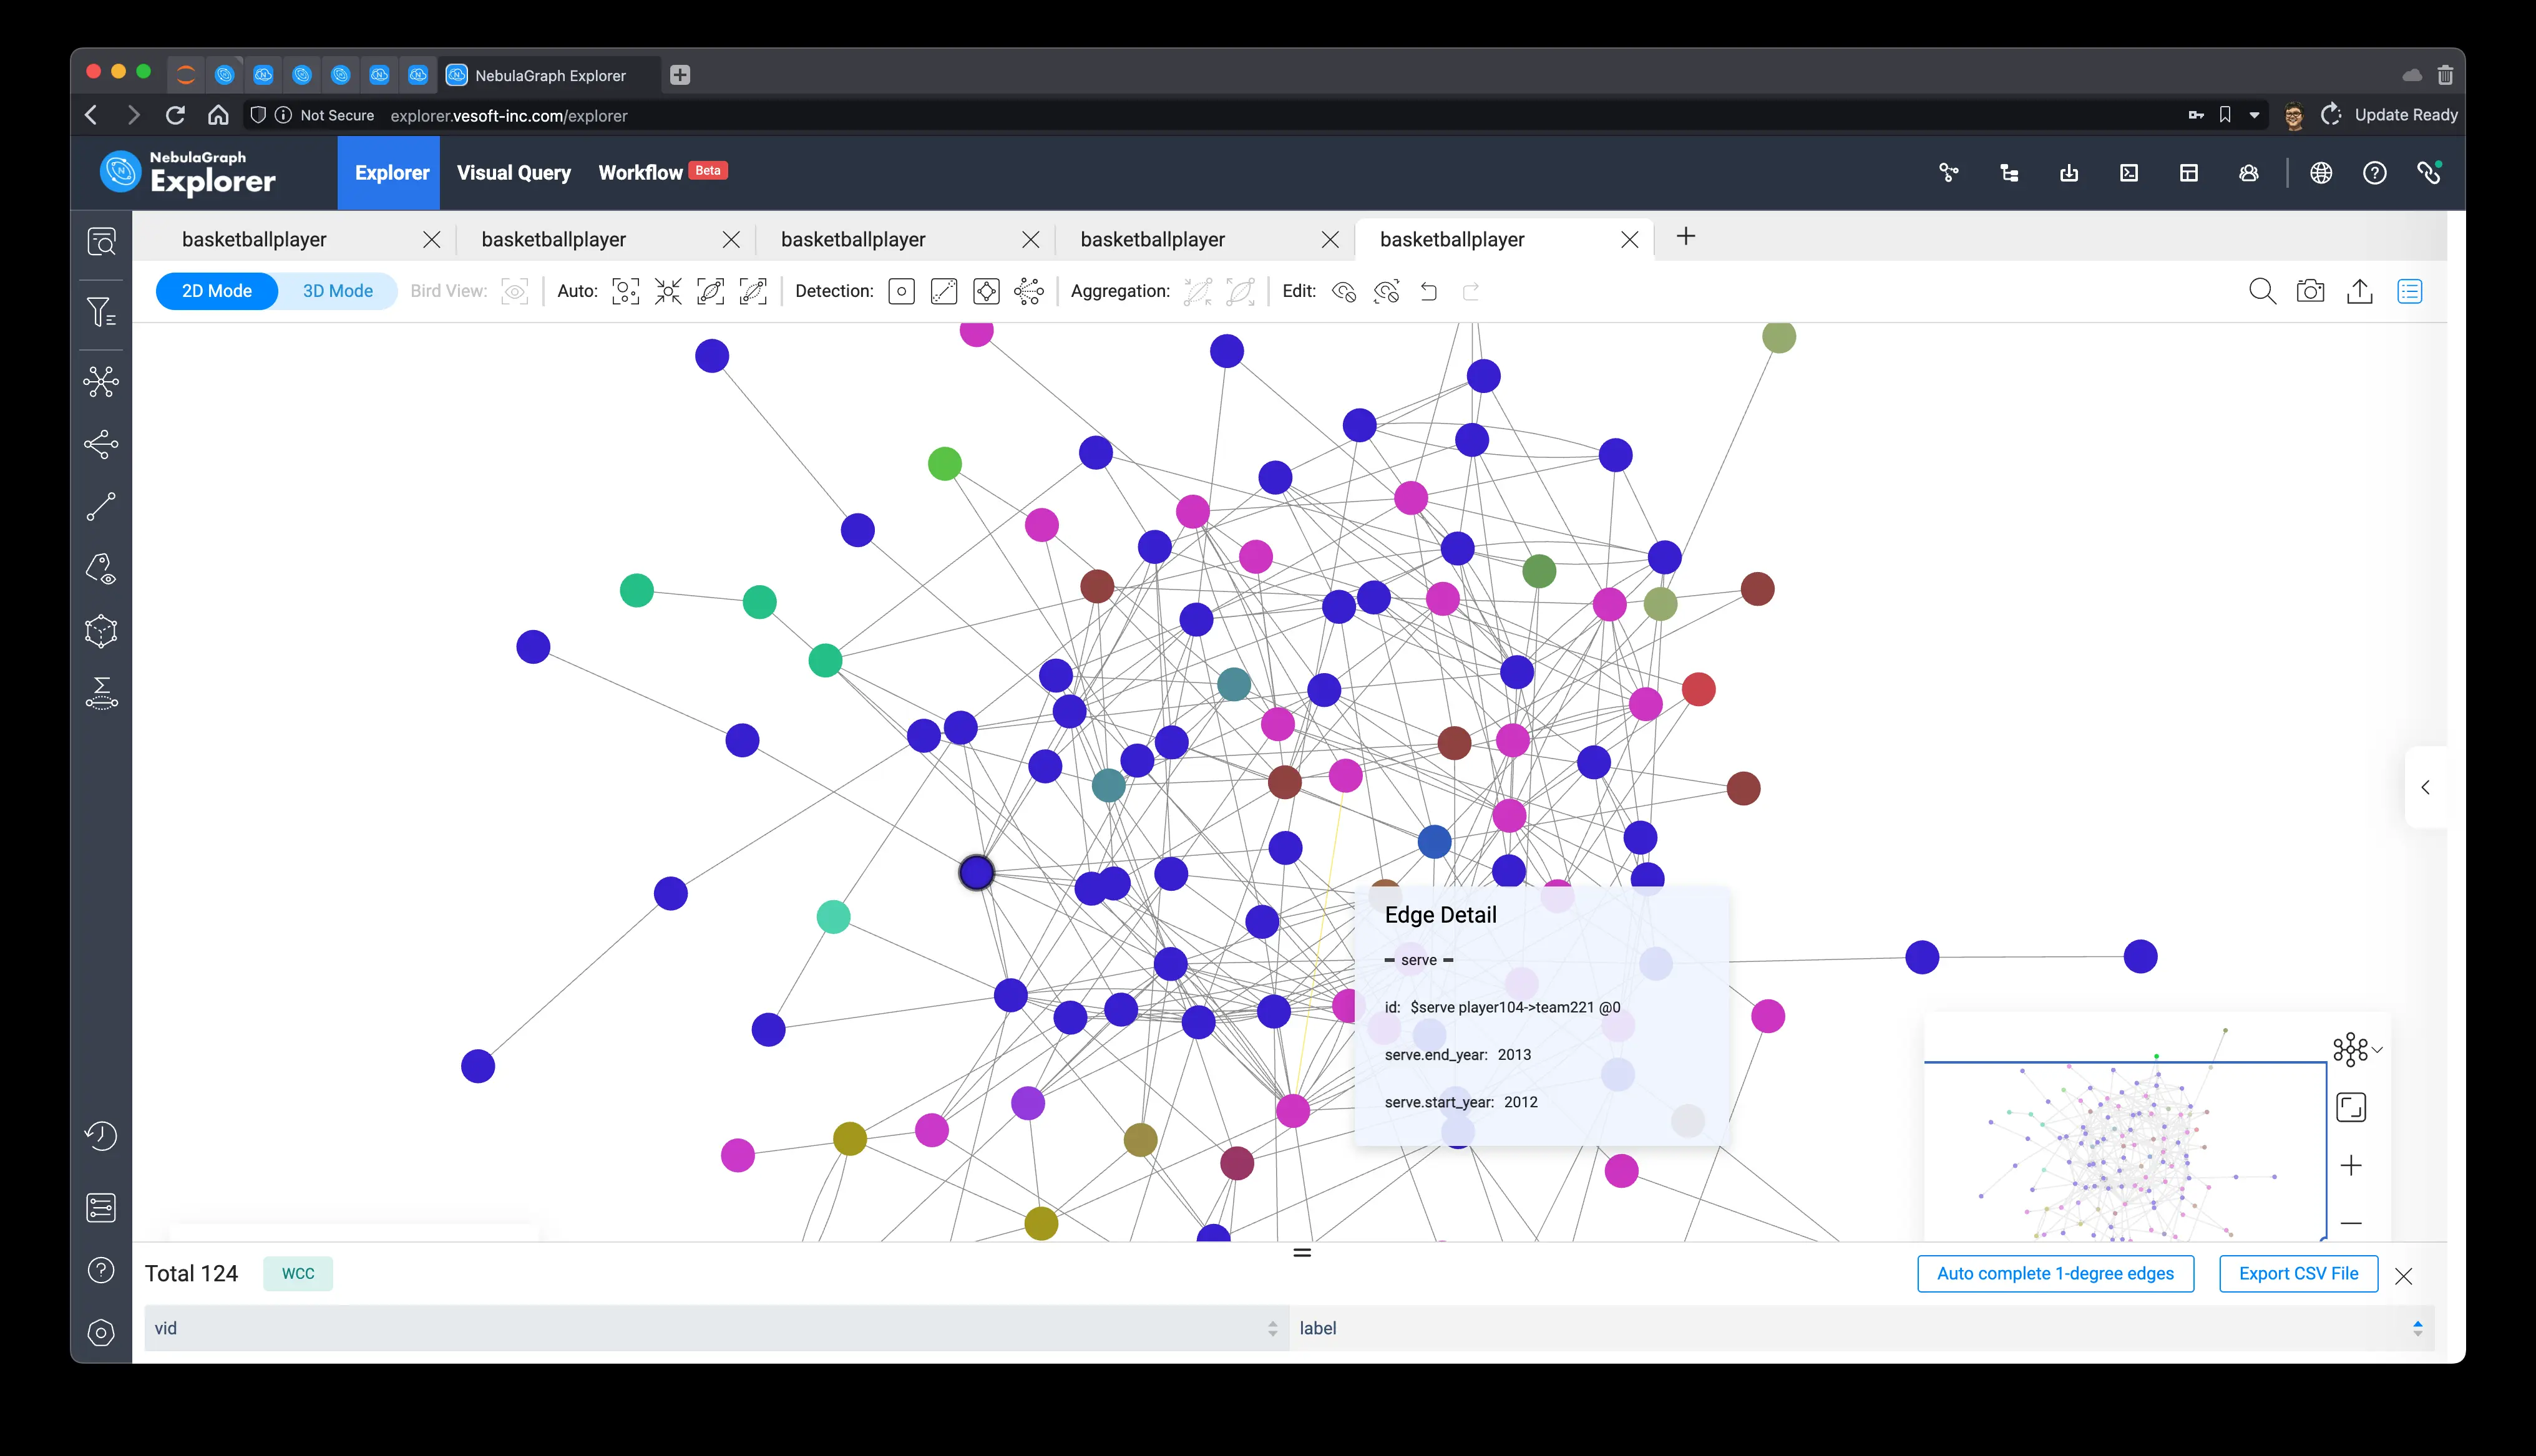 NebulaGraph Explorer
Not Secure explorer.vesoft-inc.com/explorer Update Ready
NebulaGraph
Explorer
Explorer Visual Query Workflow Beta
basketballplayer basketballplayer basketballplayer basketballplayer basketballplayer
2D Mode 3D Mode Bird View: Auto: Detection: Aggregation: Edit:
Edge Detail
serve
id: $serve player104->team221 @0
serve.end_year: 2013
serve.start_year: 2012
Total 124 WCC Auto complete 1-degree edges Export CSV File
vid label